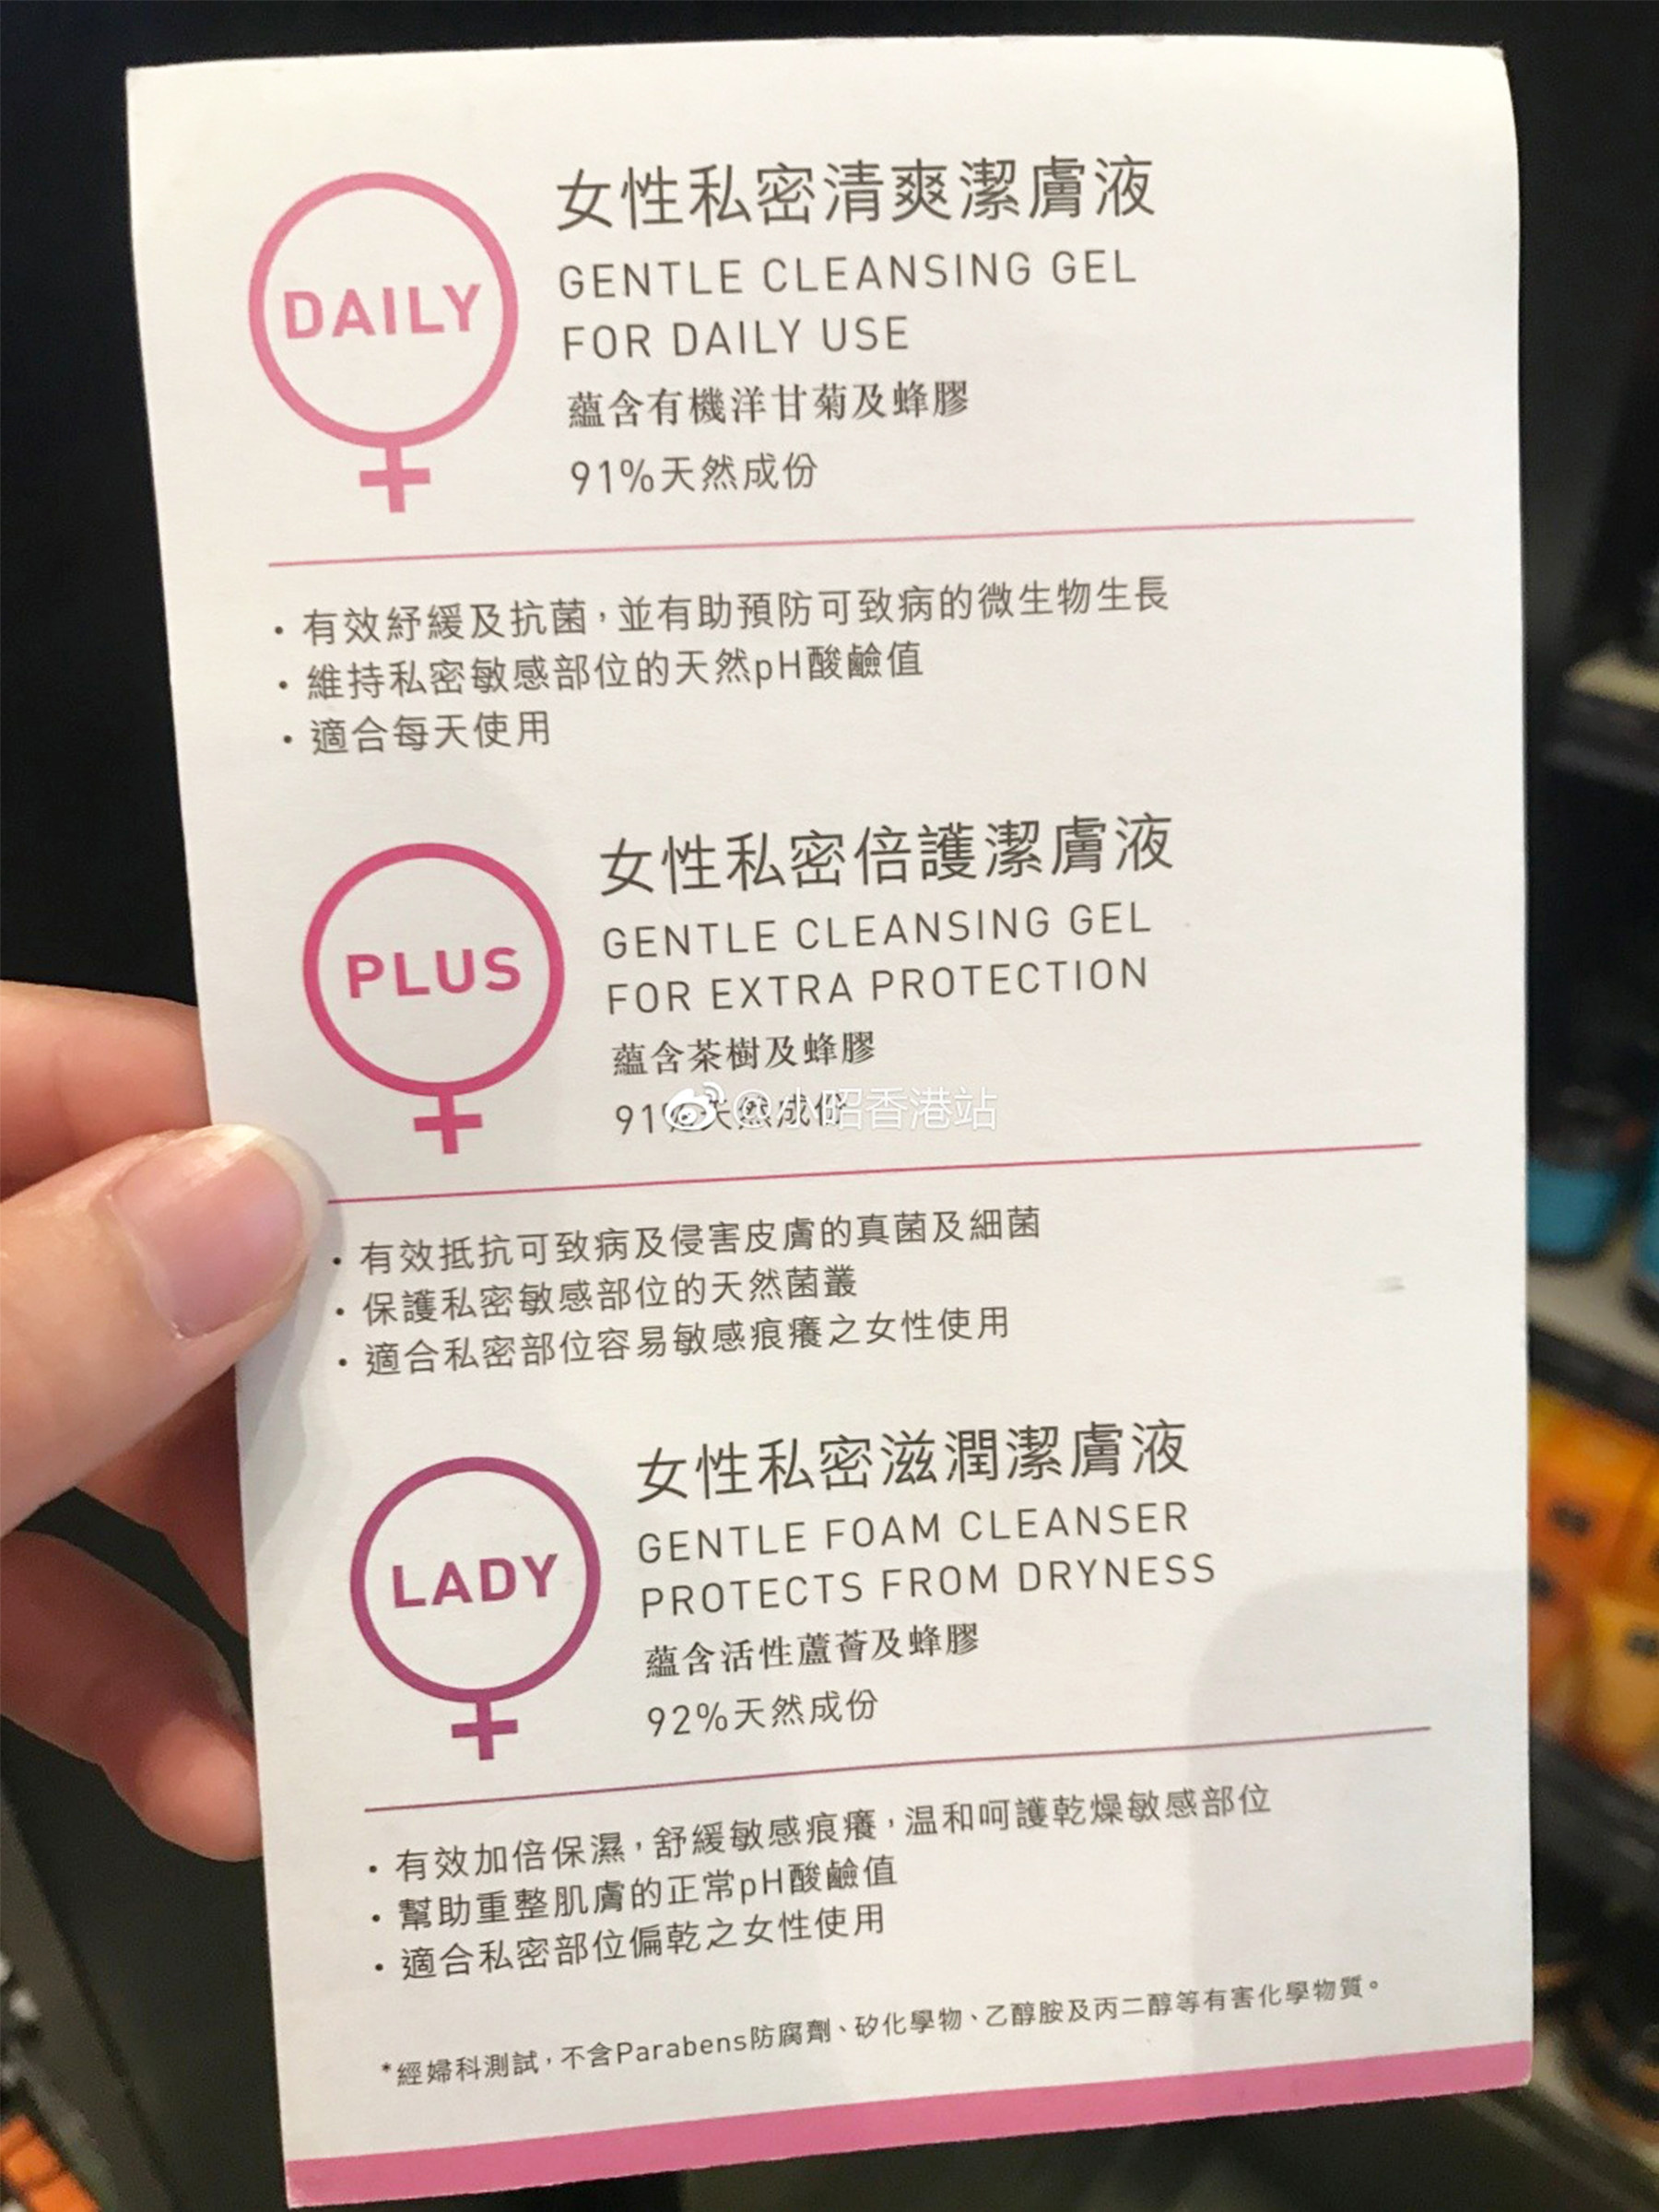 DAILY
女性私密清爽潔膚液
GENTLE CLEANSING GEL
FOR DAILY USE
蘊含有機洋甘菊及蜂膠
91%天然成份
・有效紓緩及抗菌，並有助預防可致病的微生物生長
・維持私密敏感部位的天然pH酸鹼值
・適合每天使用
PLUS
女性私密倍護潔膚液
GENTLE CLEANSING GEL
FOR EXTRA PROTECTION
蘊含茶樹及蜂膠
91%天然成份
@小昭香港站
・有效抵抗可致病及侵害皮膚的真菌及細菌
・保護私密敏感部位的天然菌叢
・適合私密部位容易敏感痕癢之女性使用
LADY
女性私密滋潤潔膚液
GENTLE FOAM CLEANSER
PROTECTS FROM DRYNESS
蘊含活性蘆薈及蜂膠
92%天然成份
・有效加倍保濕，舒緩敏感痕癢，温和呵護乾燥敏感部位
・幫助重整肌膚的正常pH酸鹼值
・適合私密部位偏乾之女性使用
*經婦科測試，不含Parabens防腐劑、矽化學物、乙醇胺及丙二醇等有害化學物質。